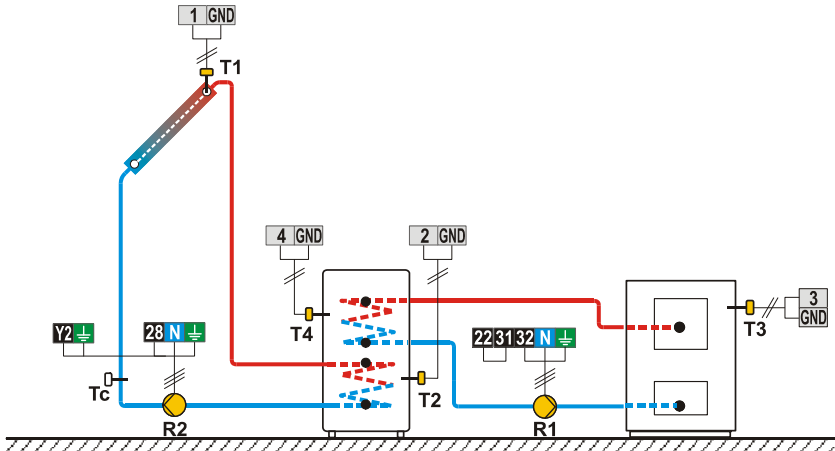 1 GND
T1
4 GND
2 GND
3
GND
T4
T3
Y2
28 N
22 31 32 N
Tc
T2
R2
R1